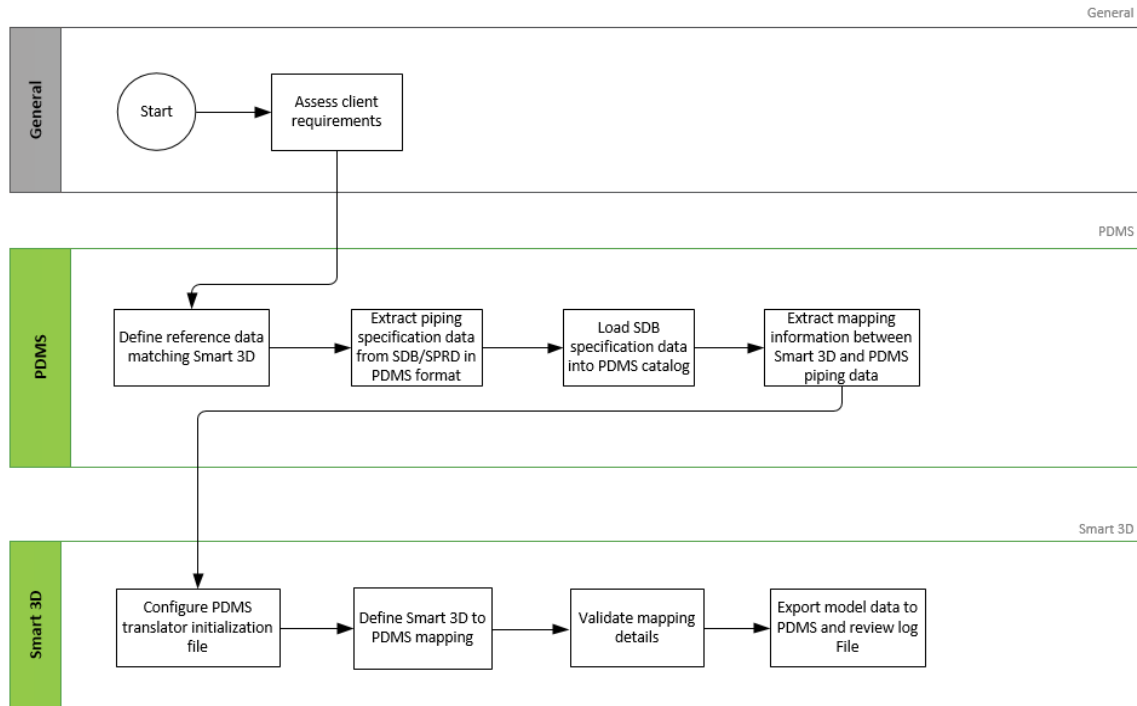 General
General
Start
Assess client
requirements
PDMS
PDMS
Define reference data
matching Smart 3D
Extract piping
specification data
from SDB/SPRD in
PDMS format
Load SDB
specification data
into PDMS catalog
Extract mapping
information between
Smart 3D and PDMS
piping data
Smart 3D
Smart 3D
Configure PDMS
translator initialization
file
Define Smart 3D to
PDMS mapping
Validate mapping
details
Export model data to
PDMS and review log
File